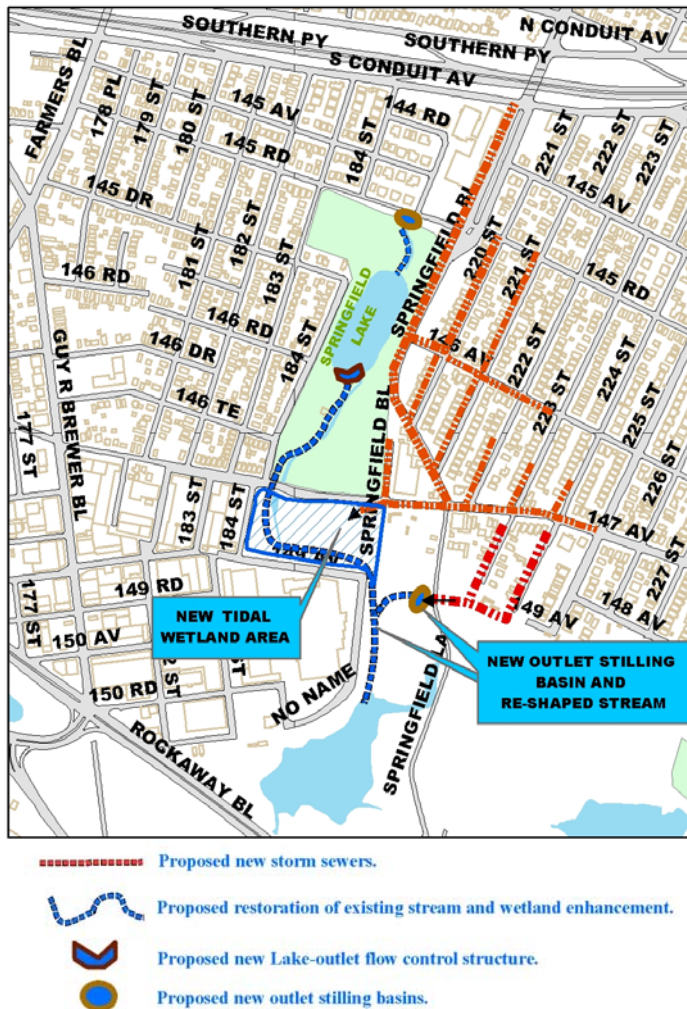 N CONDUIT AV
SOUTHERN PY
SOUTHERN PY
S CONDUIT AV
FARMERS BL
178 PL
179 ST
180 ST
145 AV
144 RD
145 RD
184 ST
221 ST
222 ST
223 ST
145 AV
145 DR
181 ST
182 ST
183 ST
SPRINGFIELD BL
220 ST
221 ST
145 RD
146 RD
146 RD
SPRINGFIELD
LAKE
184 ST
146 AV
146 DR
146 TE
222 ST
223 ST
224 ST
225 ST
226 ST
GUY R BREWER BL
177 ST
183 ST
184 ST
SPRINGFIELD BL
147 AV
149 AV
149 RD
177 ST
150 AV
150 RD
NEW TIDAL
WETLAND AREA
149 AV
148 AV
227 ST
NEW OUTLET STILLING
BASIN AND
RE-SHAPED STREAM
NO NAME
SPRINGFIELD LA
ROCKAWAY BL
Proposed new storm sewers.
Proposed restoration of existing stream and wetland enhancement.
Proposed new Lake-outlet flow control structure.
Proposed new outlet stilling basins.